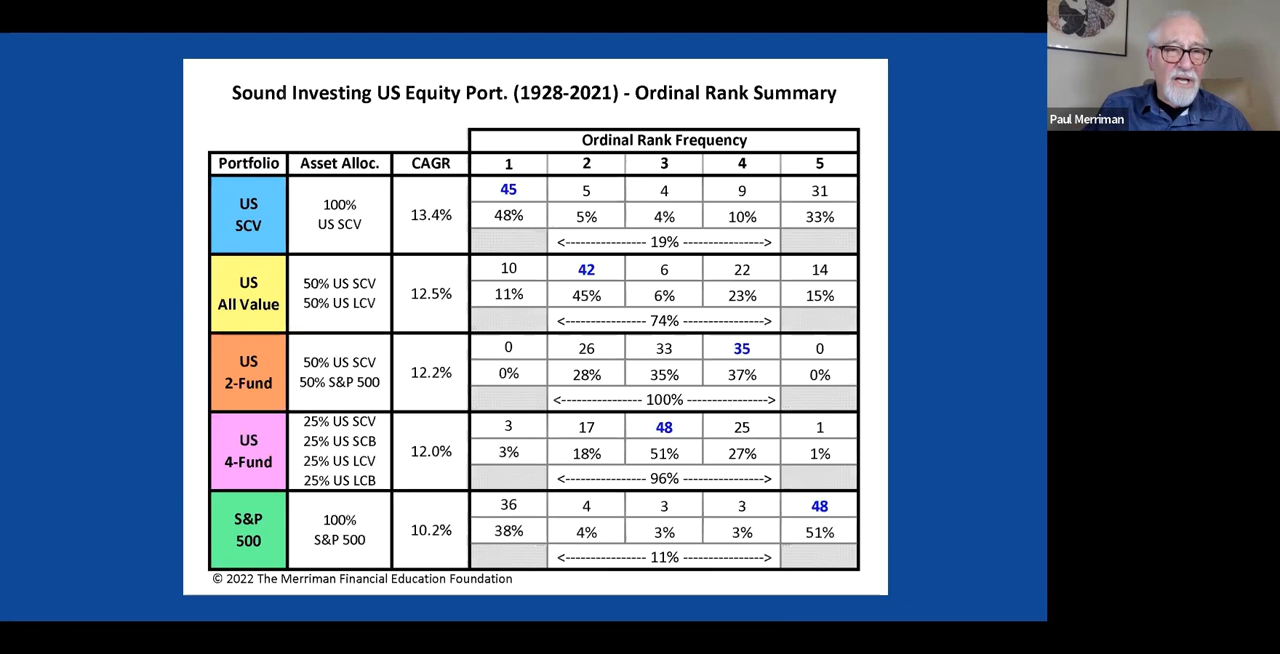 Paul Merriman
Sound Investing US Equity Port. (1928-2021) - Ordinal Rank Summary
Ordinal Rank Frequency
Portfolio Asset Alloc. CAGR 1 2 3 4 5
US
SCV
100%
US SCV
13.4%
45 5 4 9 31
48% 5% 4% 10% 33%
<---------------- 19% --------------->
US
All Value
50% US SCV
50% US LCV
12.5%
10 42 6 22 14
11% 45% 6% 23% 15%
<---------------- 74% --------------->
US
2-Fund
50% US SCV
50% S&P 500
12.2%
0 26 33 35 0
0% 28% 35% 37% 0%
<---------------- 100% --------------->
US
4-Fund
25% US SCV
25% US SCB
25% US LCV
25% US LCB
12.0%
3 17 48 25 1
3% 18% 51% 27% 1%
<---------------- 96% --------------->
S&P
500
100%
S&P 500
10.2%
36 4 3 3 48
38% 4% 3% 3% 51%
<---------------- 11% --------------->
© 2022 The Merriman Financial Education Foundation